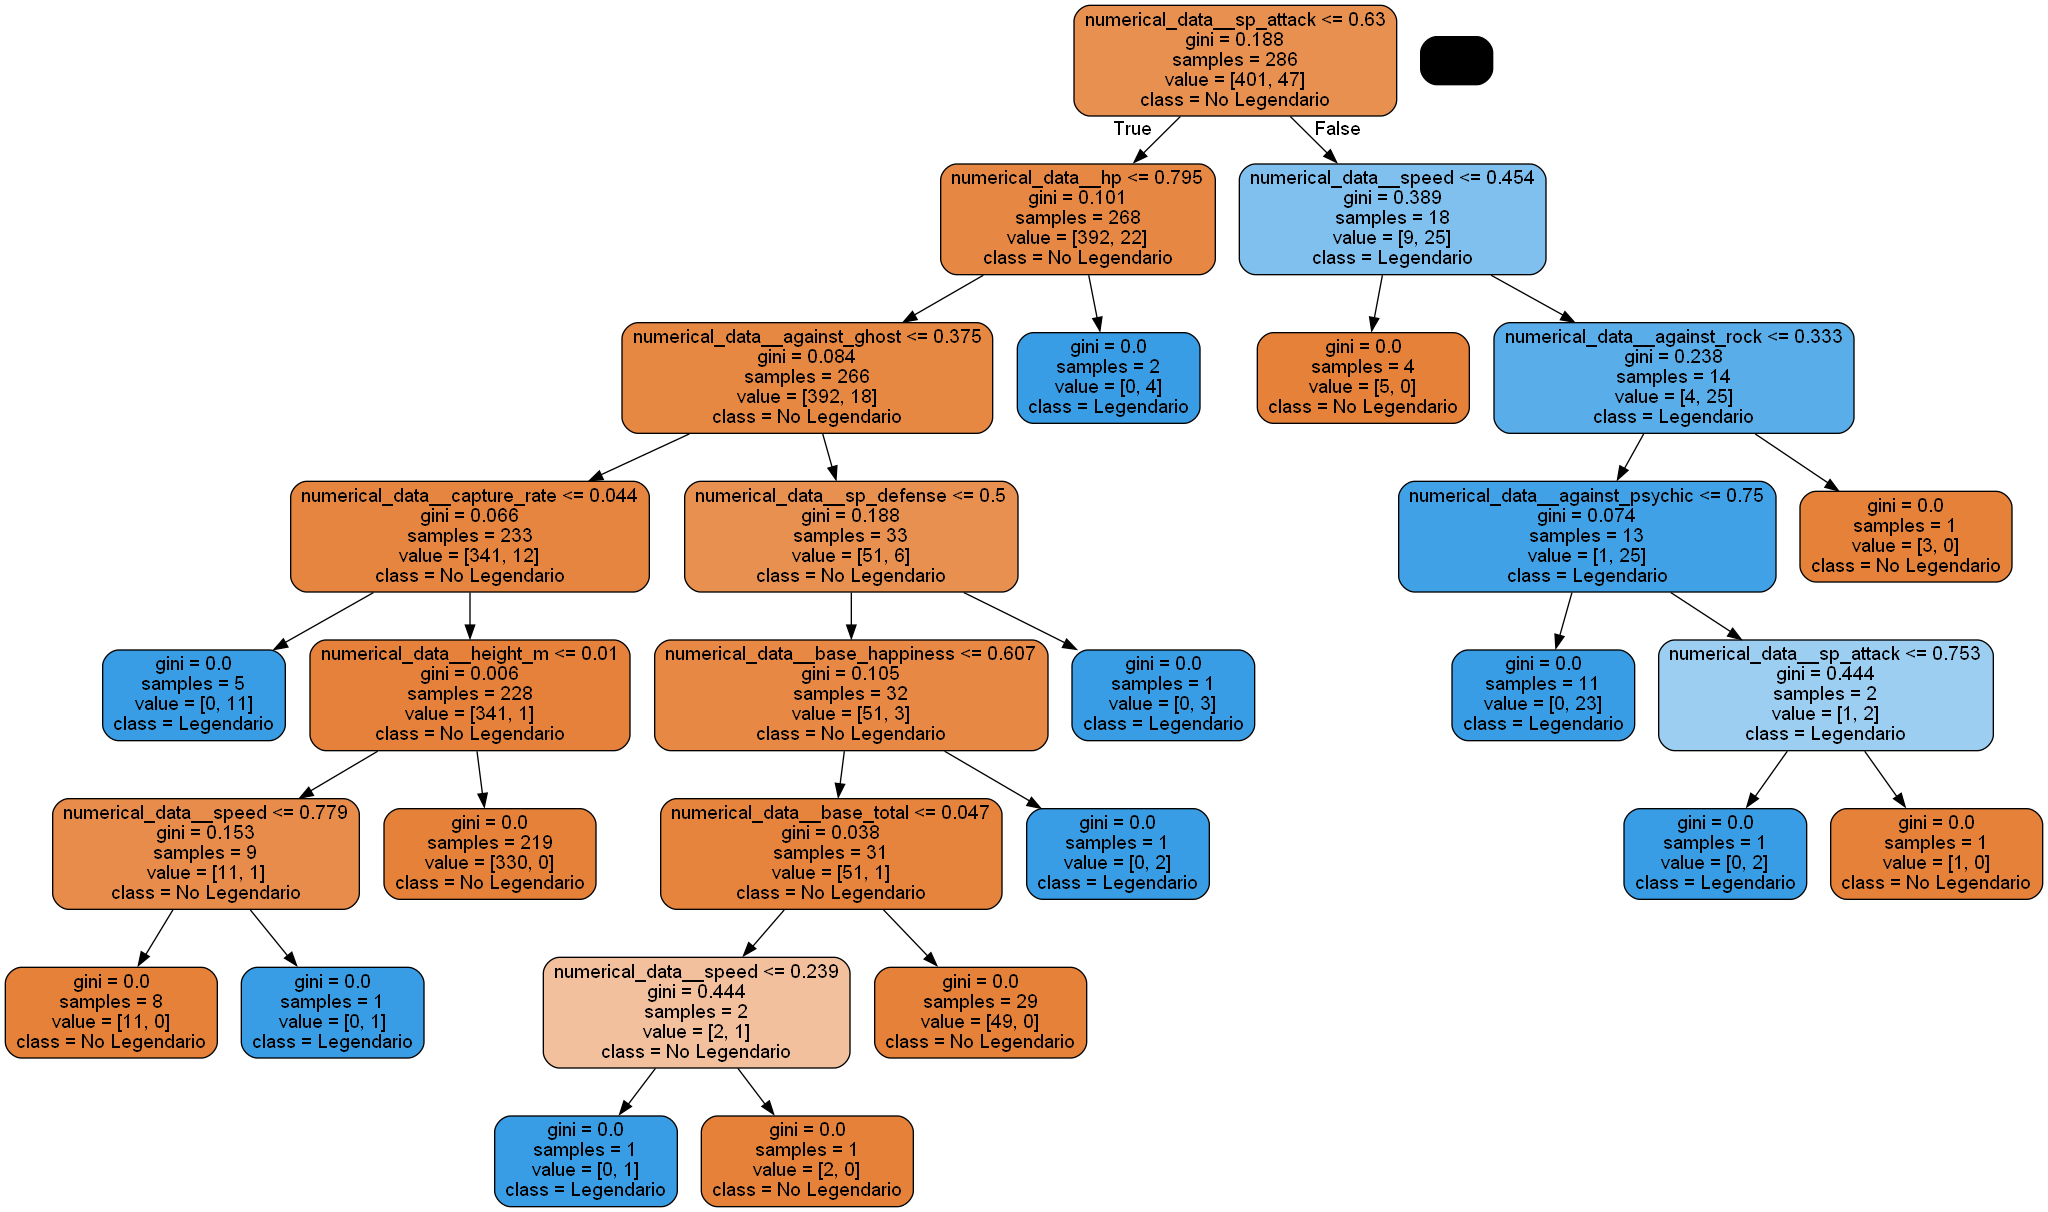 numerical_data__sp_attack <= 0.63
gini = 0.188
samples = 286
value = [401, 47]
class = No Legendario
True
False
numerical_data__hp <= 0.795
gini = 0.101
samples = 268
value = [392, 22]
class = No Legendario
numerical_data__speed <= 0.454
gini = 0.389
samples = 18
value = [9, 25]
class = Legendario
numerical_data__against_ghost <= 0.375
gini = 0.084
samples = 266
value = [392, 18]
class = No Legendario
gini = 0.0
samples = 2
value = [0, 4]
class = Legendario
gini = 0.0
samples = 4
value = [5, 0]
class = No Legendario
numerical_data__against_rock <= 0.333
gini = 0.238
samples = 14
value = [4, 25]
class = Legendario
numerical_data__capture_rate <= 0.044
gini = 0.066
samples = 233
value = [341, 12]
class = No Legendario
numerical_data__sp_defense <= 0.5
gini = 0.188
samples = 33
value = [51, 6]
class = No Legendario
numerical_data__against_psychic <= 0.75
gini = 0.074
samples = 13
value = [1, 25]
class = Legendario
gini = 0.0
samples = 1
value = [3, 0]
class = No Legendario
gini = 0.0
samples = 5
value = [0, 11]
class = Legendario
numerical_data__height_m <= 0.01
gini = 0.006
samples = 228
value = [341, 1]
class = No Legendario
numerical_data__base_happiness <= 0.607
gini = 0.105
samples = 32
value = [51, 3]
class = No Legendario
gini = 0.0
samples = 1
value = [0, 3]
class = Legendario
gini = 0.0
samples = 11
value = [0, 23]
class = Legendario
numerical_data__sp_attack <= 0.753
gini = 0.444
samples = 2
value = [1, 2]
class = Legendario
numerical_data__speed <= 0.779
gini = 0.153
samples = 9
value = [11, 1]
class = No Legendario
gini = 0.0
samples = 219
value = [330, 0]
class = No Legendario
numerical_data__base_total <= 0.047
gini = 0.038
samples = 31
value = [51, 1]
class = No Legendario
gini = 0.0
samples = 1
value = [0, 2]
class = Legendario
gini = 0.0
samples = 1
value = [0, 2]
class = Legendario
gini = 0.0
samples = 1
value = [1, 0]
class = No Legendario
gini = 0.0
samples = 8
value = [11, 0]
class = No Legendario
gini = 0.0
samples = 1
value = [0, 1]
class = Legendario
numerical_data__speed <= 0.239
gini = 0.444
samples = 2
value = [2, 1]
class = No Legendario
gini = 0.0
samples = 29
value = [49, 0]
class = No Legendario
gini = 0.0
samples = 1
value = [0, 1]
class = Legendario
gini = 0.0
samples = 1
value = [2, 0]
class = No Legendario